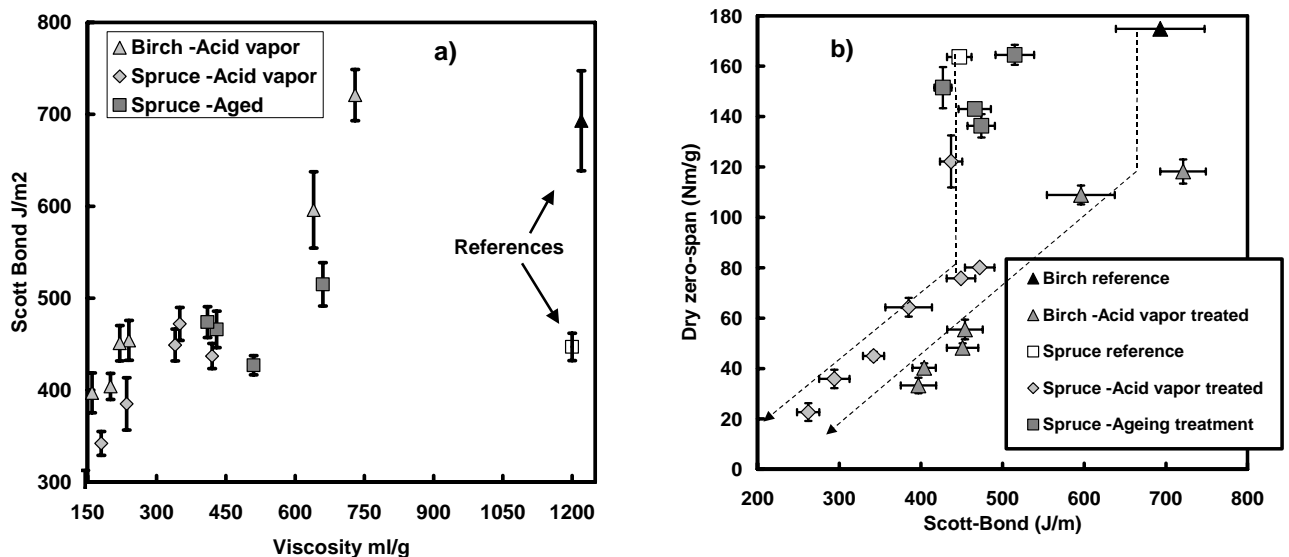 a)
Scott Bond J/m2
800
700
600
500
400
300
Birch -Acid vapor
Spruce -Acid vapor
Spruce -Aged
References
150 300 450 600 750 900 1050 1200
Viscosity ml/g
b)
Dry zero-span (Nm/g)
180
160
140
120
100
80
60
40
20
0
Birch reference
Birch -Acid vapor treated
Spruce reference
Spruce -Acid vapor treated
Spruce -Ageing treatment
200 300 400 500 600 700 800
Scott-Bond (J/m)